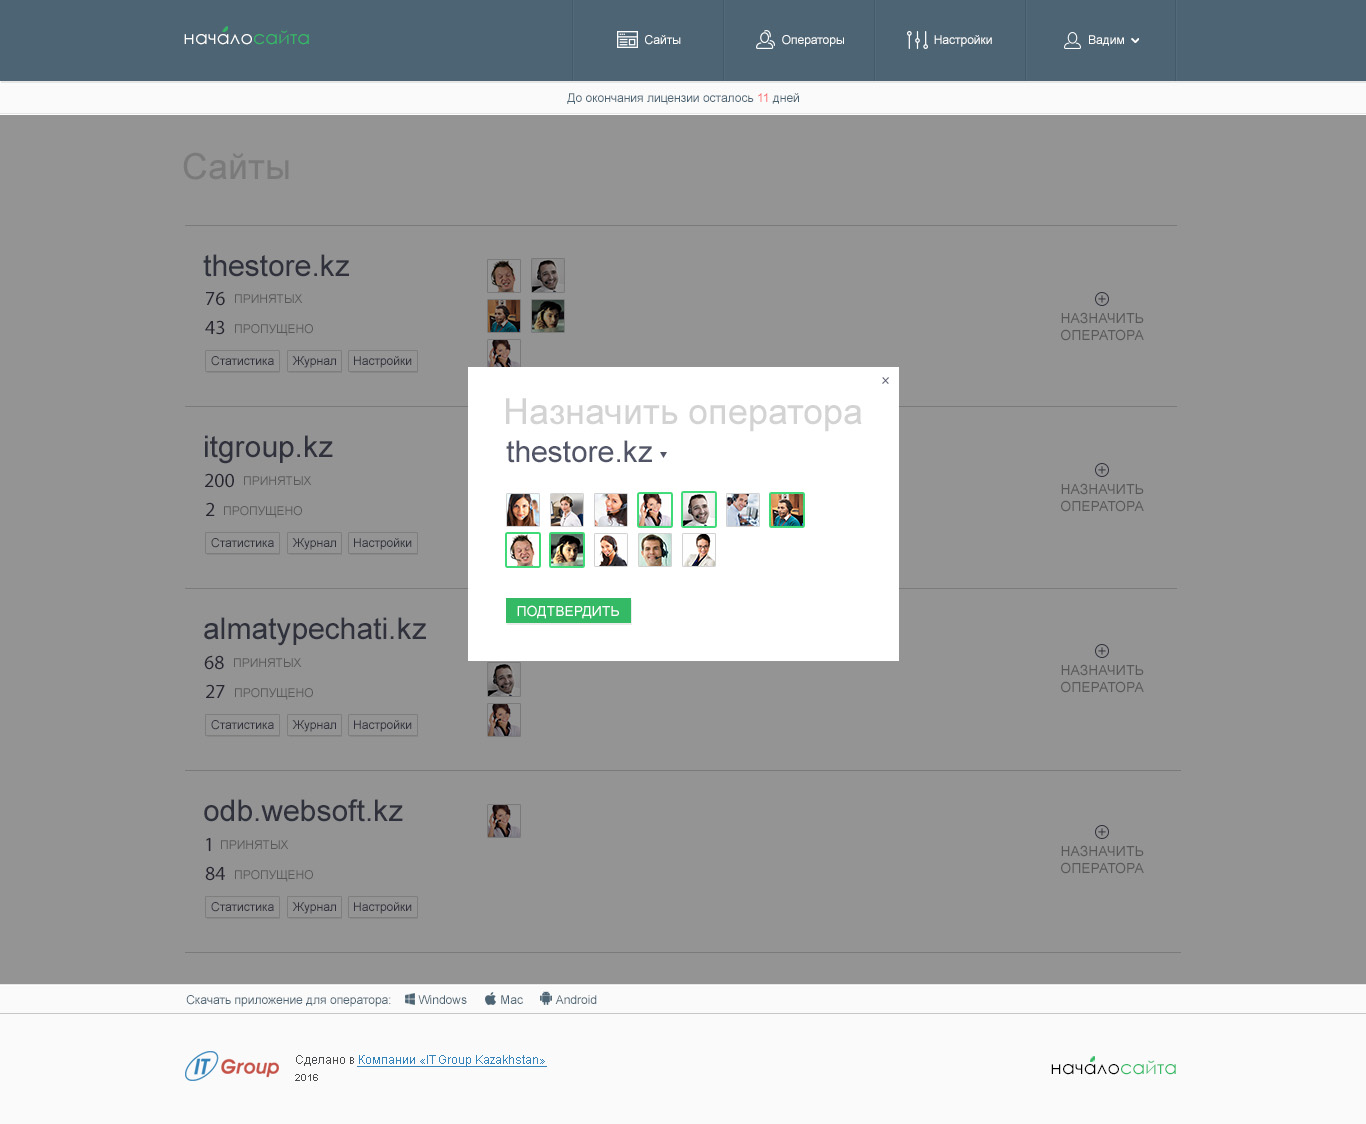 началосайта
Сайты
Операторы
Настройки
Вадим
До окончания лицензии осталось 11 дней
Сайты
thestore.kz
76 ПРИНЯТЫХ
43 ПРОПУЩЕНО
Статистика Журнал Настройки
НАЗНАЧИТЬ
ОПЕРАТОРА
×
Назначить оператора
thestore.kz
ПОДТВЕРДИТЬ
itgroup.kz
200 ПРИНЯТЫХ
2 ПРОПУЩЕНО
Статистика Журнал Настройки
НАЗНАЧИТЬ
ОПЕРАТОРА
almatypechati.kz
68 ПРИНЯТЫХ
27 ПРОПУЩЕНО
Статистика Журнал Настройки
НАЗНАЧИТЬ
ОПЕРАТОРА
odb.websoft.kz
1 ПРИНЯТЫХ
84 ПРОПУЩЕНО
Статистика Журнал Настройки
НАЗНАЧИТЬ
ОПЕРАТОРА
Скачать приложение для оператора: Windows Mac Android
IT Group
Сделано в Компании «IT Group Kazakhstan»
2016
началосайта